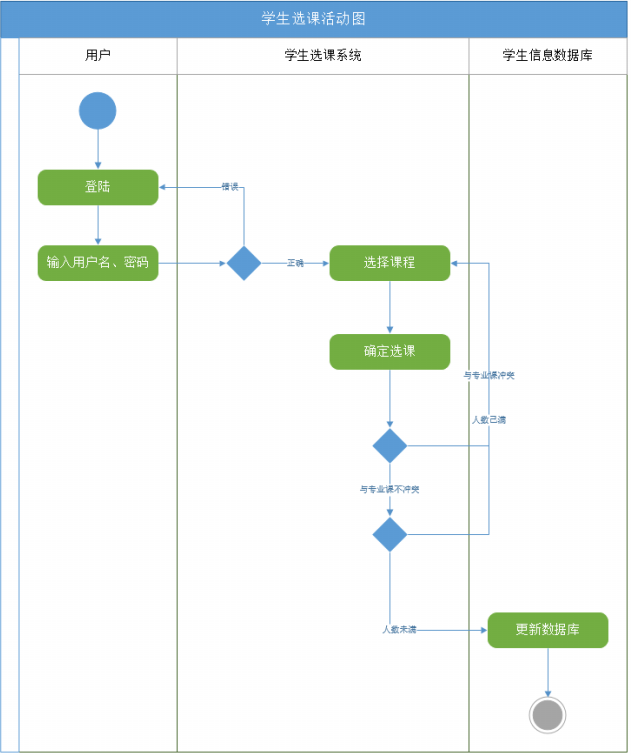 学生选课活动图
用户
学生选课系统
学生信息数据库
登陆
错误
输入用户名、密码
正确
选择课程
确定选课
与专业课冲突
人数已满
与专业课不冲突
人数未满
更新数据库